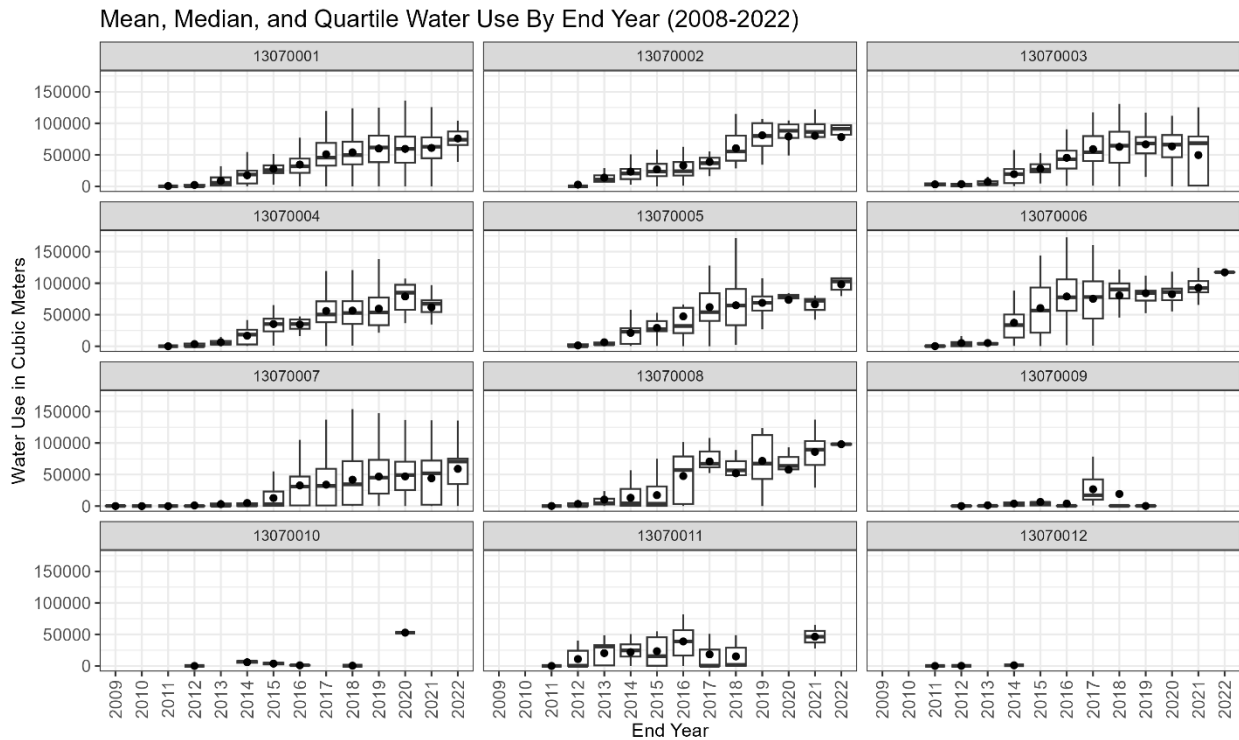 Mean, Median, and Quartile Water Use By End Year (2008-2022)
13070001 13070002 13070003
150000
100000
50000
0
13070004 13070005 13070006
150000
100000
50000
0
13070007 13070008 13070009
150000
100000
50000
0
13070010 13070011 13070012
150000
100000
50000
0
Water Use in Cubic Meters
2009 2010 2011 2012 2013 2014 2015 2016 2017 2018 2019 2020 2021 2022 2009 2010 2011 2012 2013 2014 2015 2016 2017 2018 2019 2020 2021 2022 2009 2010 2011 2012 2013 2014 2015 2016 2017 2018 2019 2020 2021 2022
End Year